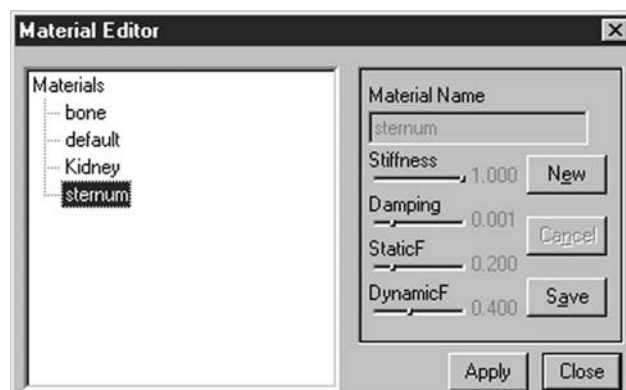 Material Editor
Materials
bone
default
Kidney
sternum
Material Name
sternum
Stiffness
1.000
New
Damping
0.001
Cancel
StaticF
0.200
DynamicF
0.400
Save
Apply
Close